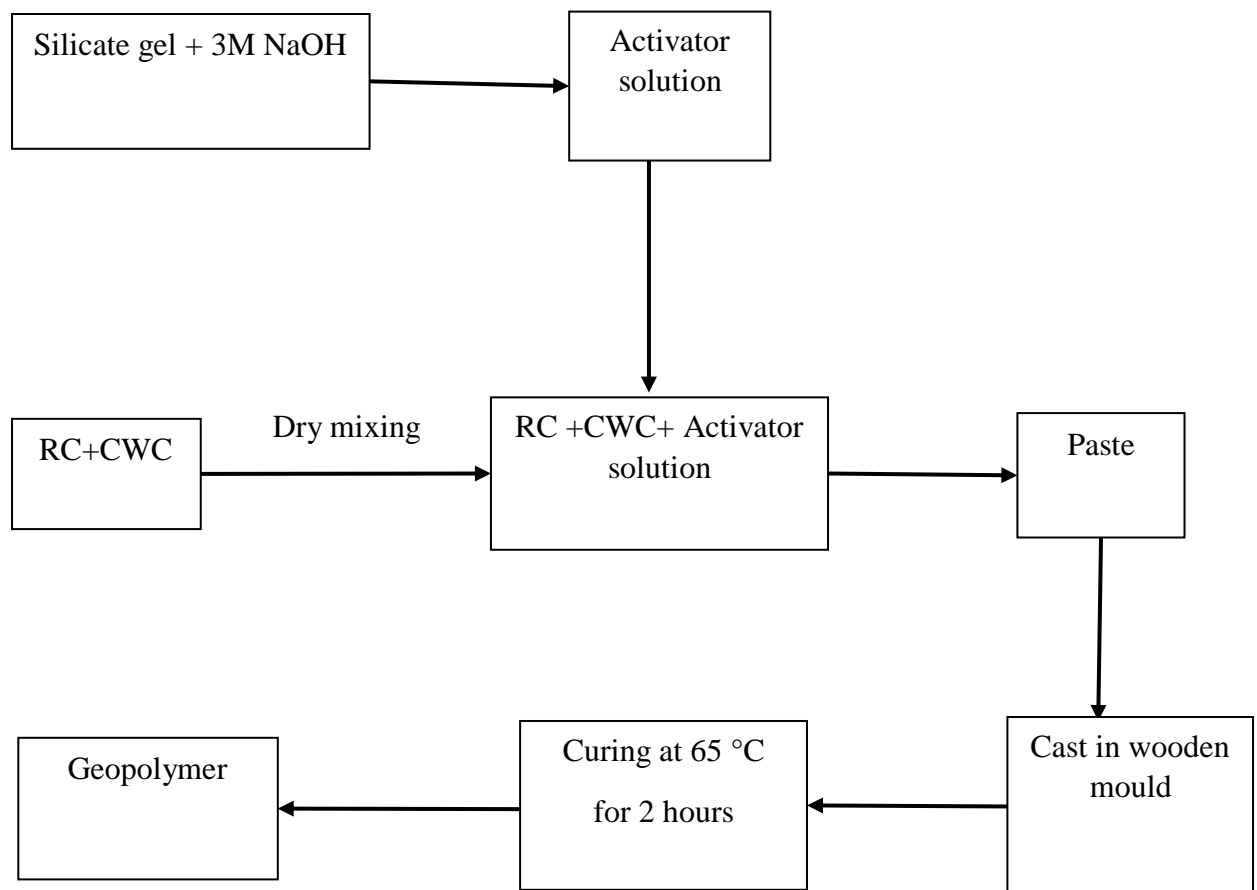 Silicate gel + 3M NaOH
Activator
solution
RC+CWC
Dry mixing
RC +CWC+ Activator
solution
Paste
Cast in wooden
mould
Curing at 65 °C
for 2 hours
Geopolymer